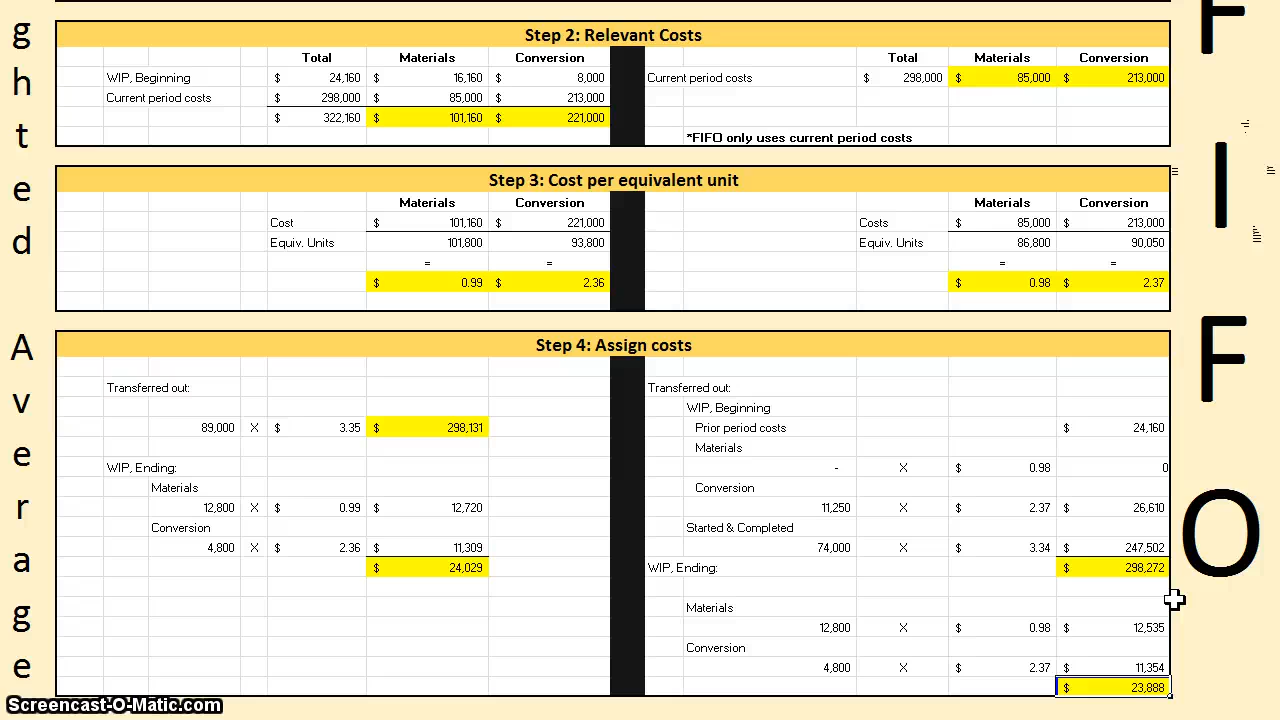 g
h
t
e
d
A
v
e
r
a
g
e
Step 2: Relevant Costs
Total Materials Conversion
WIP, Beginning $ 24,160 $ 16,160 $ 8,000
Current period costs $ 298,000 $ 85,000 $ 213,000
$ 322,160 $ 101,160 $ 221,000
Total Materials Conversion
Current period costs $ 298,000 $ 85,000 $ 213,000
*FIFO only uses current period costs
Step 3: Cost per equivalent unit
Materials Conversion
Cost $ 101,160 $ 221,000
Equiv. Units 101,800 93,800
= =
$ 0.99 $ 2.36
Materials Conversion
Costs $ 85,000 $ 213,000
Equiv. Units 86,800 90,050
= =
$ 0.98 $ 2.37
Step 4: Assign costs
Transferred out:
89,000 X $ 3.35 $ 298,131
WIP, Ending:
Materials
12,800 X $ 0.99 $ 12,720
Conversion
4,800 X $ 2.36 $ 11,309
$ 24,029
Transferred out:
WIP, Beginning
Prior period costs $ 24,160
Materials
- X $ 0.98 0
Conversion
11,250 X $ 2.37 26,610
Started & Completed
74,000 X $ 3.34 247,502
WIP, Ending: $ 298,272
Materials
12,800 X $ 0.98 $ 12,535
Conversion
4,800 X $ 2.37 $ 11,354
$ 23,888
F
I
F
O
Screencast-O-Matic.com